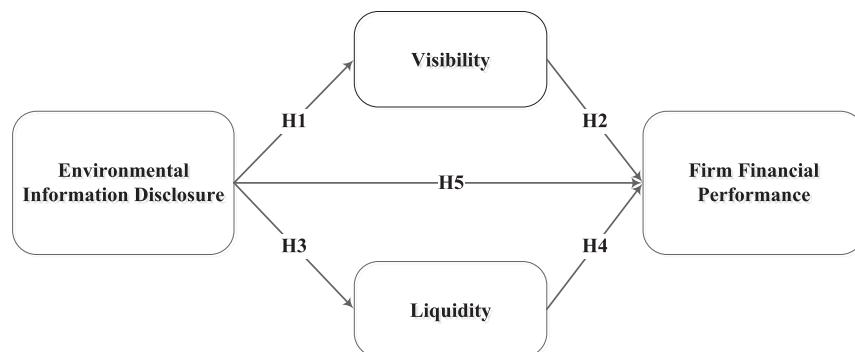 Visibility
H1
H2
Environmental
Information Disclosure
H5
Firm Financial
Performance
H3
H4
Liquidity